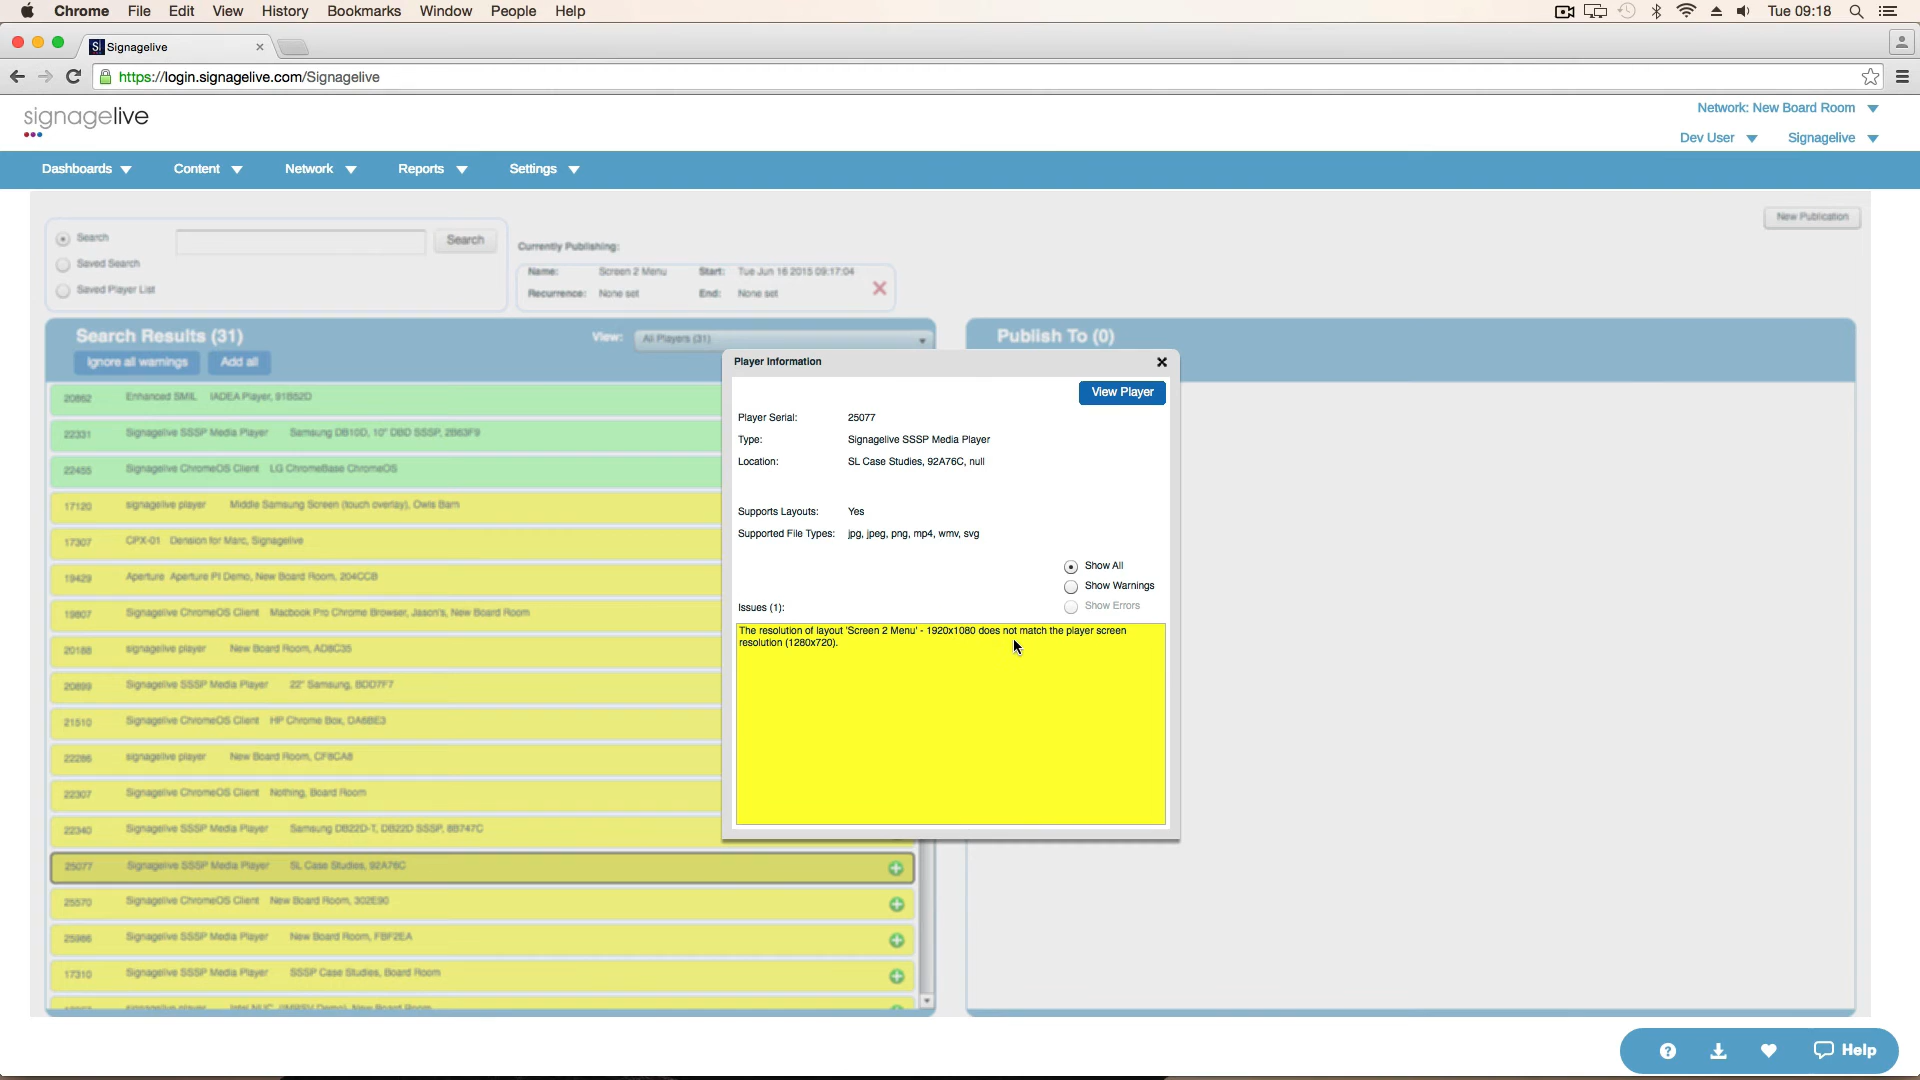 Chrome File Edit View History Bookmarks Window People Help Tue 09:18
Signagelive
https://login.signagelive.com/Signagelive
signagelive
Network: New Board Room
Dev User Signagelive
Dashboards Content Network Reports Settings
New Publication
Search Search
Saved Search
Saved Player List
Currently Publishing:
Name: Screen 2 Menu Start: Tue Jun 16 2015 09:17:04
Recurrence: None set End: None set
Search Results (31) View: All Players (31)
Ignore all warnings Add all
Publish To (0)
Player Information
View Player
Player Serial: 25077
Type: Signagelive SSSP Media Player
Location: SL Case Studies, 92A76C, null
Supports Layouts: Yes
Supported File Types: jpg, jpeg, png, mp4, wmv, svg
Show All
Show Warnings
Show Errors
Issues (1):
The resolution of layout 'Screen 2 Menu' - 1920x1080 does not match the player screen
resolution (1280x720).
20862 Enhanced SMIL IADEA Player, 91B52D
22331 Signagelive SSSP Media Player Samsung DB10D, 10" DBD SSSP, 2B63F9
22455 Signagelive ChromeOS Client LG ChromeBase ChromeOS
17120 signagelive player Middle Samsung Screen (touch overlay), Owls Barn
17307 CPX-01 Dension for Marc, Signagelive
19429 Aperture Aperture PI Demo, New Board Room, 204CCB
19807 Signagelive ChromeOS Client Macbook Pro Chrome Browser, Jason's, New Board Room
20188 signagelive player New Board Room, AD8C35
20899 Signagelive SSSP Media Player 22" Samsung, BDD7F7
21510 Signagelive ChromeOS Client HP Chrome Box, DA6BE3
22286 signagelive player New Board Room, CF8CA8
22307 Signagelive ChromeOS Client Nothing, Board Room
22340 Signagelive SSSP Media Player Samsung DB22D-T, DB22D SSSP, 8B747C
25077 Signagelive SSSP Media Player SL Case Studies, 92A76C
25570 Signagelive ChromeOS Client New Board Room, 302E90
25986 Signagelive SSSP Media Player New Board Room, FBF2EA
17310 Signagelive SSSP Media Player SSSP Case Studies, Board Room
signagelive player Intel NUC New Board Room
Help